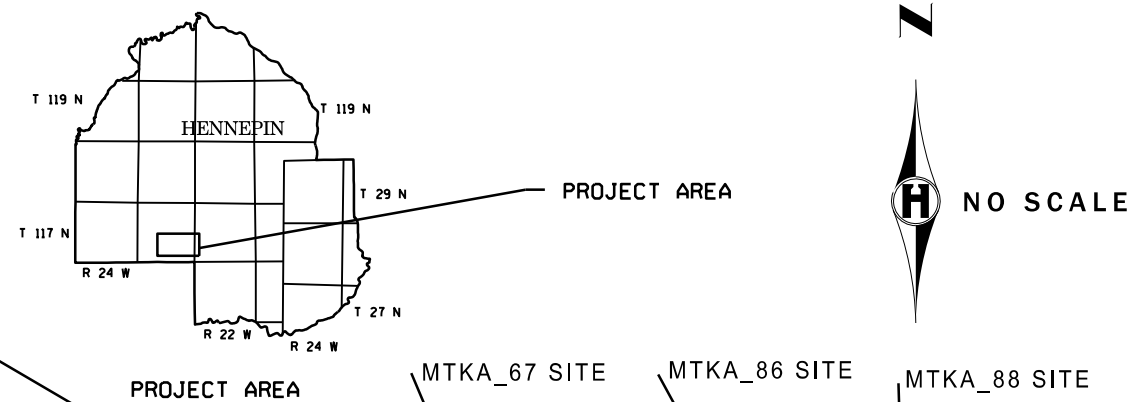 N
T 119 N
T 119 N
HENNEPIN
T 29 N
PROJECT AREA
H NO SCALE
T 117 N
R 24 W
T 27 N
R 22 W
R 24 W
PROJECT AREA
MTKA_67 SITE
MTKA_86 SITE
MTKA_88 SITE